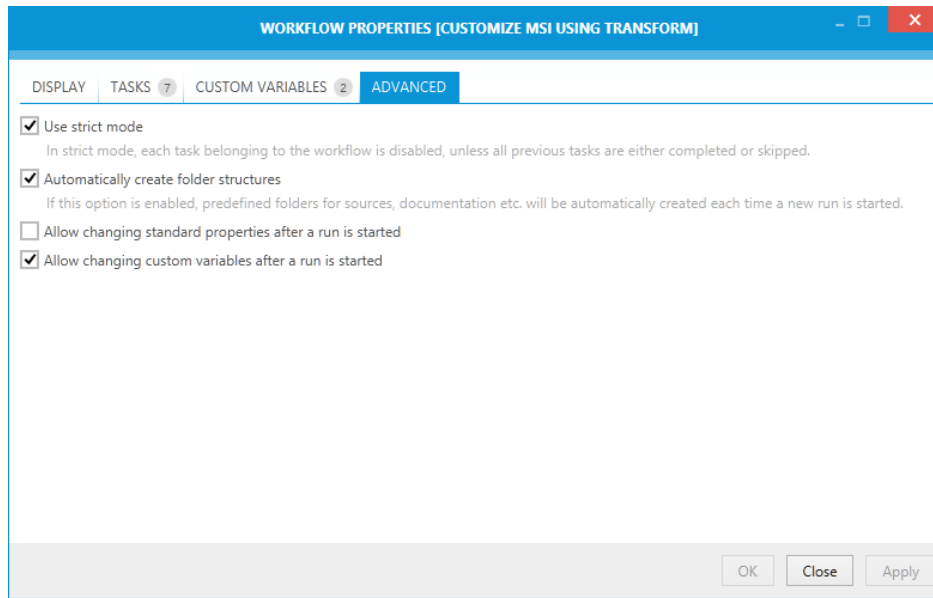 WORKFLOW PROPERTIES [CUSTOMIZE MSI USING TRANSFORM]
DISPLAY TASKS 7 CUSTOM VARIABLES 2 ADVANCED
Use strict mode
In strict mode, each task belonging to the workflow is disabled, unless all previous tasks are either completed or skipped.
Automatically create folder structures
If this option is enabled, predefined folders for sources, documentation etc. will be automatically created each time a new run is started.
Allow changing standard properties after a run is started
Allow changing custom variables after a run is started
OK Close Apply